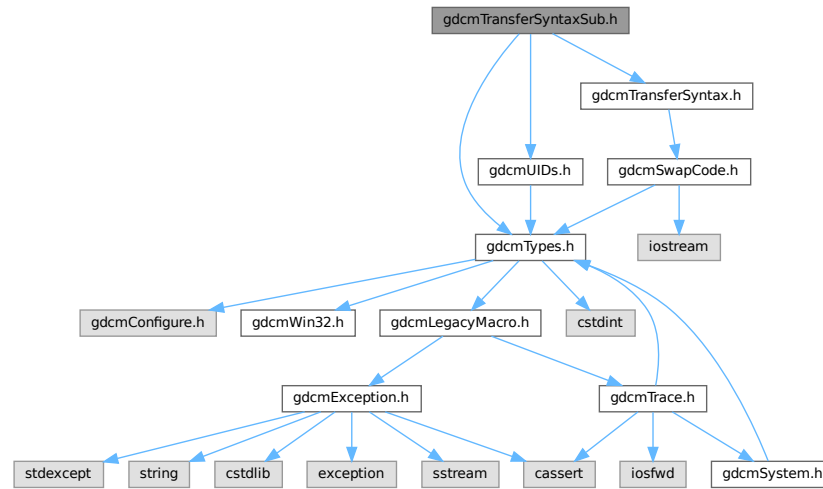 gdcmTransferSyntaxSub.h
gdcmTransferSyntax.h
gdcmUIDs.h
gdcmSwapCode.h
gdcmTypes.h
iostream
gdcmConfigure.h
gdcmWin32.h
gdcmLegacyMacro.h
cstdint
gdcmException.h
gdcmTrace.h
stdexcept
string
cstdlib
exception
sstream
cassert
iosfwd
gdcmSystem.h